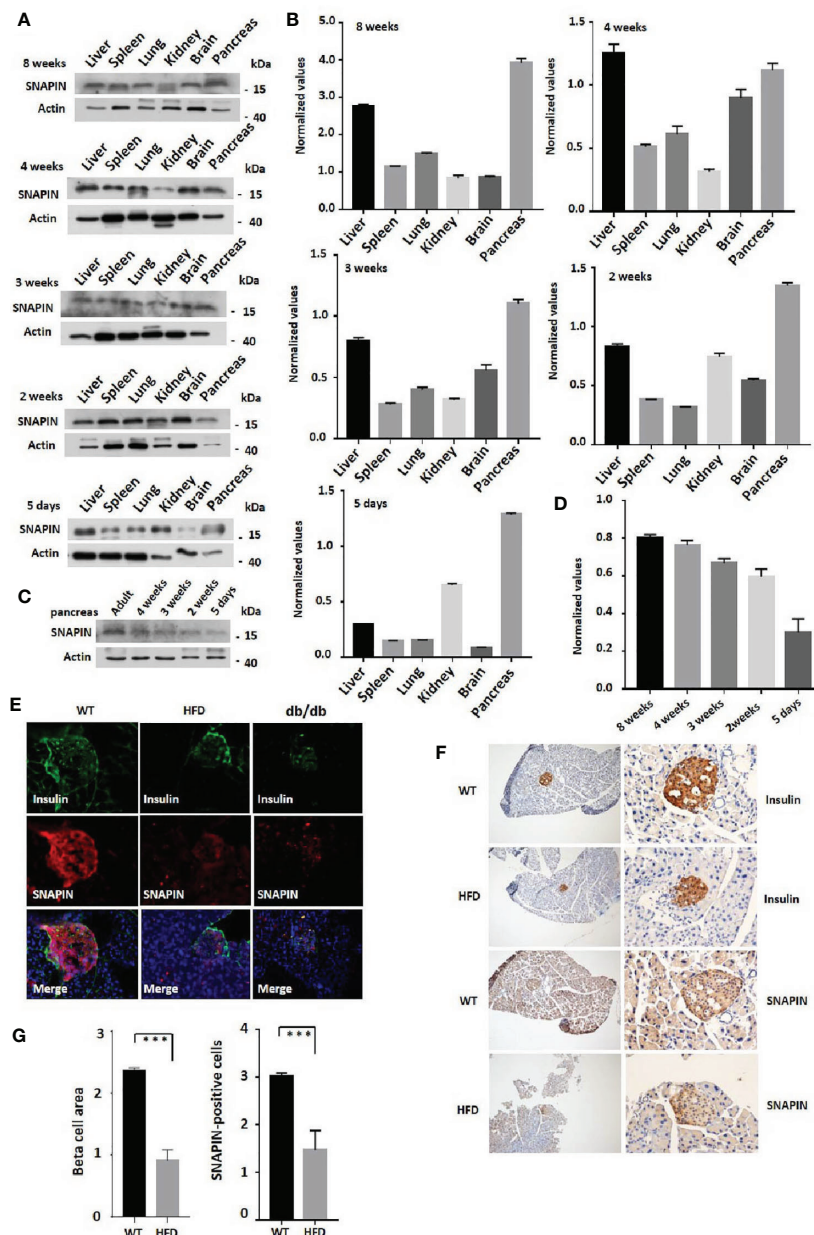 A
Liver
Spleen
Lung
Kidney
Brain
Pancreas
8 weeks
kDa
SNAPIN
- 15
Actin
- 40
Liver
Spleen
Lung
Kidney
Brain
Pancreas
4 weeks
kDa
SNAPIN
- 15
Actin
- 40
Liver
Spleen
Lung
Kidney
Brain
Pancreas
3 weeks
kDa
SNAPIN
- 15
Actin
- 40
Liver
Spleen
Lung
Kidney
Brain
Pancreas
2 weeks
kDa
SNAPIN
- 15
Actin
- 40
Liver
Spleen
Lung
Kidney
Brain
Pancreas
5 days
kDa
SNAPIN
- 15
Actin
- 40
B
8 weeks
Normalized values
5.0
4.0
3.0
2.0
1.0
0.0
Liver
Spleen
Lung
Kidney
Brain
Pancreas
4 weeks
Normalized values
1.5
1.0
0.5
0.0
Liver
Spleen
Lung
Kidney
Brain
Pancreas
3 weeks
Normalized values
1.5
1.0
0.5
0.0
Liver
Spleen
Lung
Kidney
Brain
Pancreas
2 weeks
Normalized values
1.5
1.0
0.5
0.0
Liver
Spleen
Lung
Kidney
Brain
Pancreas
5 days
Normalized values
1.5
1.0
0.5
0.0
Liver
Spleen
Lung
Kidney
Brain
Pancreas
C
pancreas
Adult
4 weeks
3 weeks
2 weeks
5 days
kDa
SNAPIN
- 15
Actin
- 40
D
Normalized values
1.0
0.8
0.6
0.4
0.2
0.0
8 weeks
4 weeks
3 weeks
2weeks
5 days
E
WT
HFD
db/db
Insulin
Insulin
Insulin
SNAPIN
SNAPIN
SNAPIN
Merge
Merge
Merge
F
WT
Insulin
HFD
Insulin
WT
SNAPIN
HFD
SNAPIN
G
Beta cell area
3
2
1
0
***
WT
HFD
SNAPIN-positive cells
4
3
2
1
0
***
WT
HFD